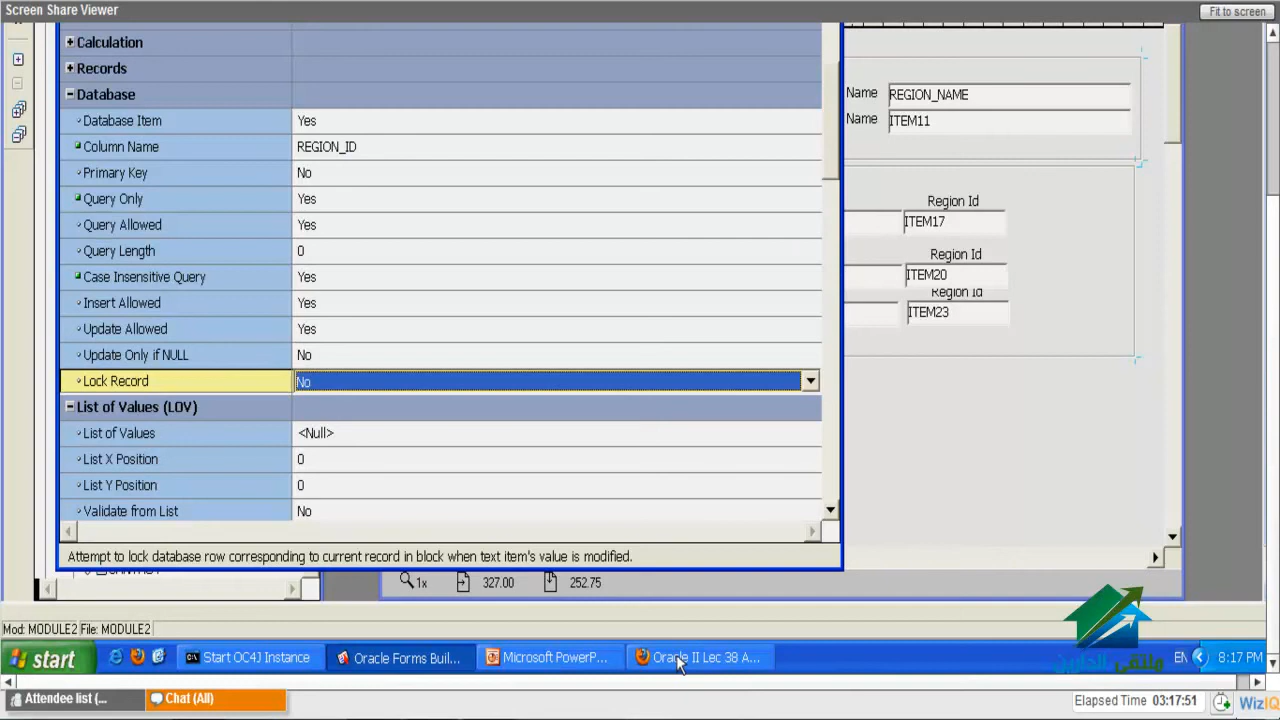 Screen Share Viewer
Fit to screen
Calculation
Records
Database
Database Item Yes
Column Name REGION_ID
Primary Key No
Query Only Yes
Query Allowed Yes
Query Length 0
Case Insensitive Query Yes
Insert Allowed Yes
Update Allowed Yes
Update Only if NULL No
Lock Record No
List of Values (LOV)
List of Values <Null>
List X Position 0
List Y Position 0
Validate from List No
Attempt to lock database row corresponding to current record in block when text item's value is modified.
Name REGION_NAME
Name ITEM11
Region Id
ITEM17
Region Id
ITEM20
Region Id
ITEM23
1x 327.00 252.75
Mod: MODULE2 File: MODULE2
start
Start OC4J Instance
Oracle Forms Buil...
Microsoft PowerP...
Oracle II Lec 38 A...
EN
8:17 PM
ملتقى الدارين
Attendee list (...
Chat (All)
Elapsed Time 03:17:51
WizIQ